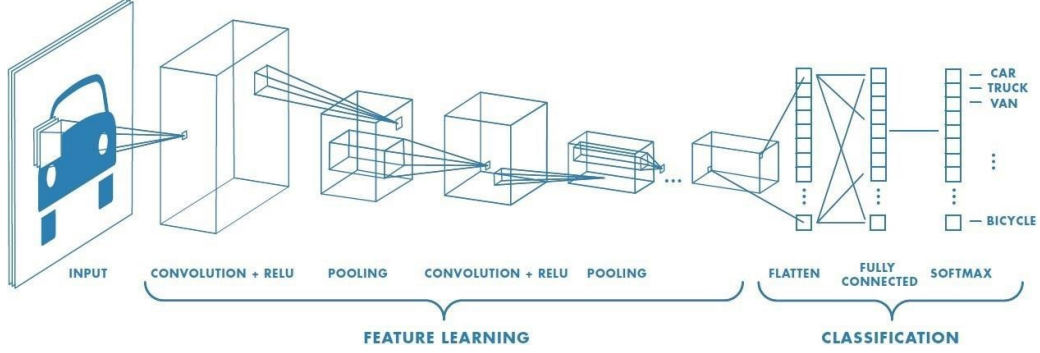 CAR
TRUCK
VAN
BICYCLE
INPUT
CONVOLUTION + RELU
POOLING
CONVOLUTION + RELU
POOLING
FLATTEN
FULLY
CONNECTED
SOFTMAX
FEATURE LEARNING
CLASSIFICATION